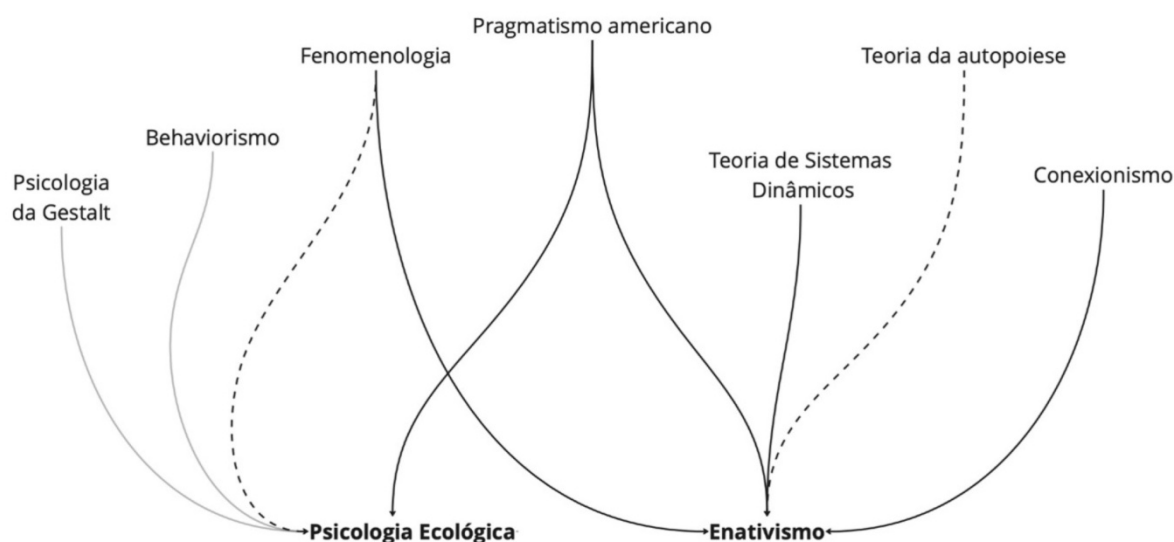 Pragmatismo americano
Fenomenologia
Teoria da autopoiese
Behaviorismo
Teoria de Sistemas
Dinâmicos
Conexionismo
Psicologia
da Gestalt
Psicologia Ecológica
Enativismo